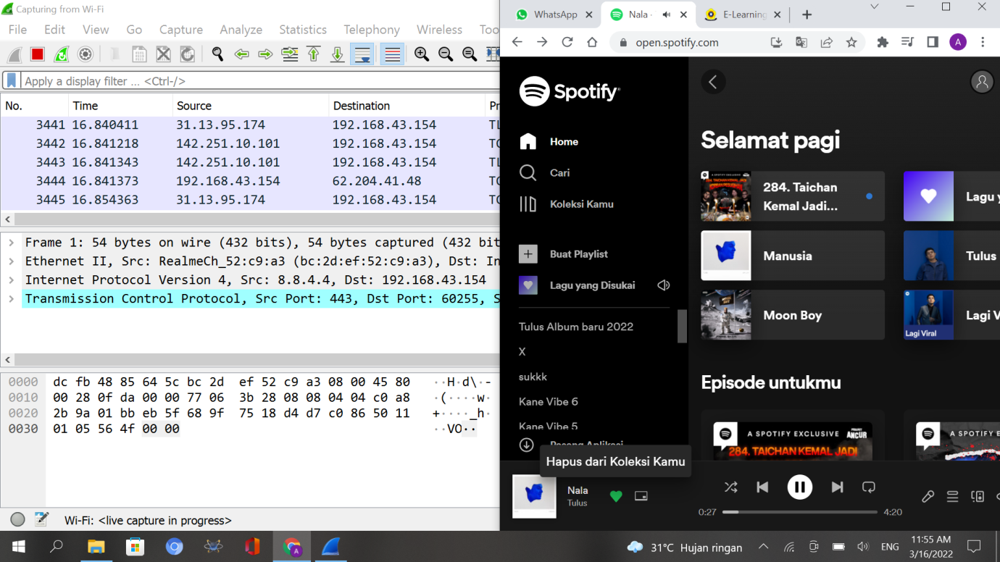 Capturing from Wi-Fi
File Edit View Go Capture Analyze Statistics Telephony Wireless Too
Apply a display filter ... <Ctrl-/>
No. Time Source Destination Pr
3441 16.840411 31.13.95.174 192.168.43.154 TL
3442 16.841218 142.251.10.101 192.168.43.154 TC
3443 16.841343 142.251.10.101 192.168.43.154 TL
3444 16.841373 192.168.43.154 62.204.41.48 TC
3445 16.854363 31.13.95.174 192.168.43.154 TL
Frame 1: 54 bytes on wire (432 bits), 54 bytes captured (432 bit
Ethernet II, Src: RealmeCh_52:c9:a3 (bc:2d:ef:52:c9:a3), Dst: In
Internet Protocol Version 4, Src: 8.8.4.4, Dst: 192.168.43.154
Transmission Control Protocol, Src Port: 443, Dst Port: 60255, S
0000 dc fb 48 85 64 5c bc 2d ef 52 c9 a3 08 00 45 80 ··H·d\·-
0010 00 28 0f da 00 00 77 06 3b 28 08 08 04 04 c0 a8 ·(····w·
0020 2b 9a 01 bb eb 5f 68 9f 75 18 d4 d7 c0 86 50 11 +····_h·
0030 01 05 56 4f 00 00 ··VO··
Wi-Fi: <live capture in progress>
WhatsApp
Nala ·
E-Learning
open.spotify.com
A
Spotify
Home
Cari
Koleksi Kamu
Buat Playlist
Lagu yang Disukai
Tulus Album baru 2022
X
sukkk
Kane Vibe 6
Kane Vibe 5
Pasang Aplikasi
Hapus dari Koleksi Kamu
Selamat pagi
284. Taichan
Kemal Jadi...
Lagu y
Manusia
Tulus
Moon Boy
Lagi Viral
Lagi V
Episode untukmu
A SPOTIFY EXCLUSIVE
ANCUR
284. TAICHAN KEMAL JADI
A SPOTIFY E
Nala
Tulus
0:27
4:20
A
31°C Hujan ringan
ENG
11:55 AM
3/16/2022